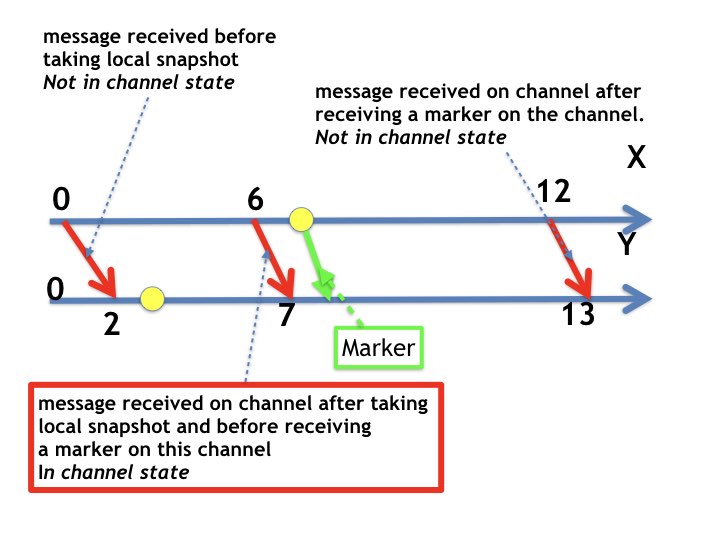 message received before
taking local snapshot
Not in channel state
message received on channel after
receiving a marker on the channel.
Not in channel state
X
0
6
12
Y
0
2
7
13
Marker
message received on channel after taking
local snapshot and before receiving
a marker on this channel
In channel state